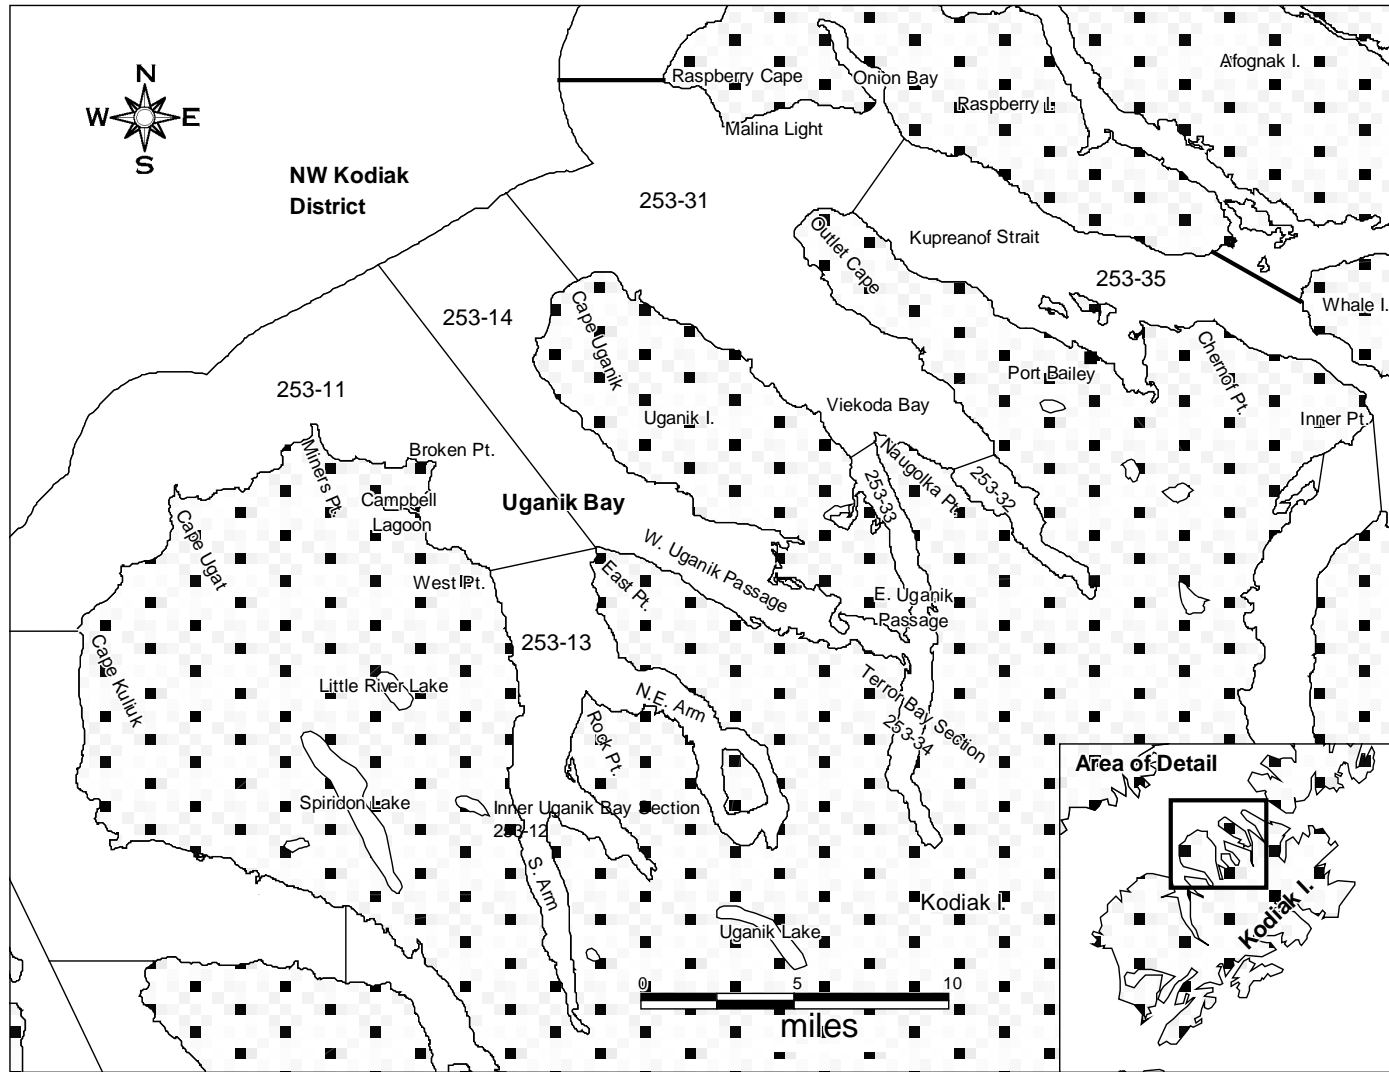 Raspberry Cape
Onion Bay
Afognak I.
Raspberry I.
Malina Light
N
W
E
S
NW Kodiak
District
253-31
Outlet Cape
Kupreanof Strait
253-35
Whale I.
253-14
Cape Uganik
Chernof Pt.
Port Bailey
253-11
Viekoda Bay
Uganik I.
Inner Pt.
Miners Pt.
Broken Pt.
Naugolka Pt.
253-33
253-32
Campbell
Lagoon
Uganik Bay
Cape Ugat
W. Uganik Passage
West Pt.
East Pt.
E. Uganik
Passage
253-13
Cape Kuliuk
Little River Lake
N.E. Arm
Terror Bay Section
253-34
Rock Pt.
Area of Detail
Spiridon Lake
Inner Uganik Bay Section
253-12
S. Arm
Kodiak I.
Kodiak I.
Uganik Lake
0
5
10
miles